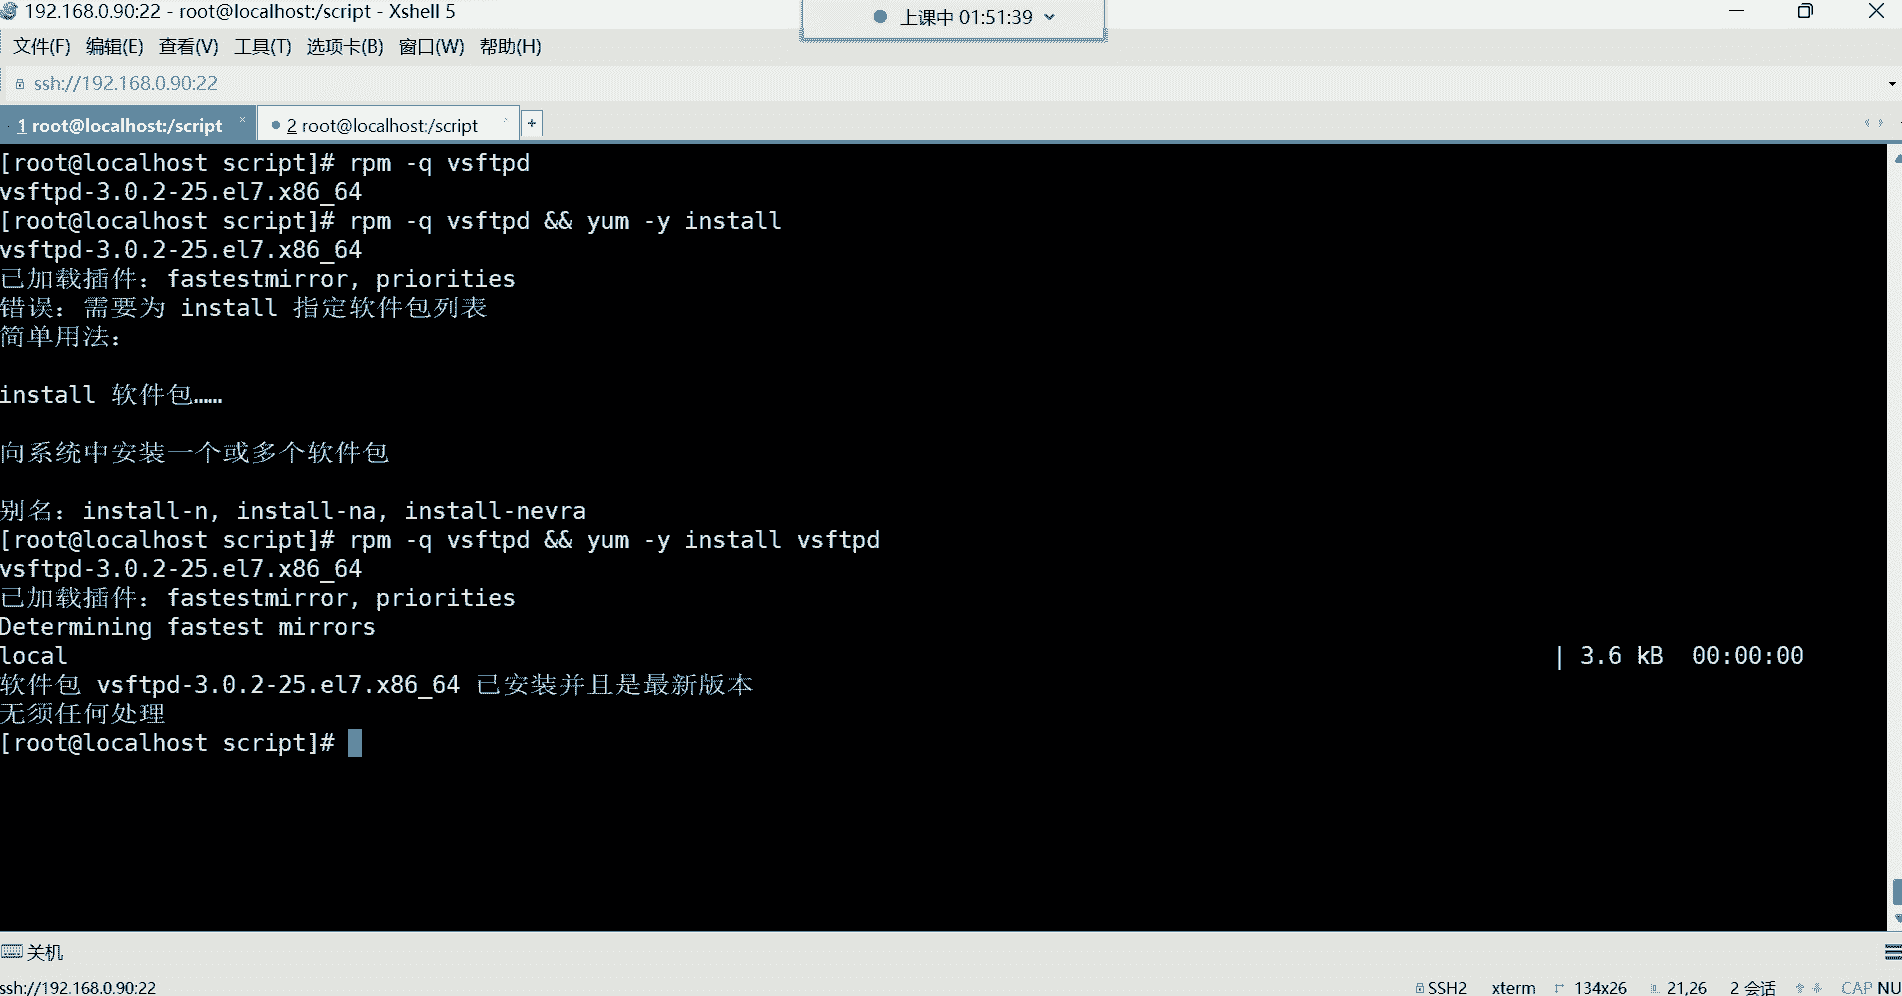 192.168.0.90:22 - root@localhost:/script - Xshell 5
上课中 01:51:39
文件(F) 编辑(E) 查看(V) 工具(T) 选项卡(B) 窗口(W) 帮助(H)
ssh://192.168.0.90:22
1 root@localhost:/script
2 root@localhost:/script
+
[root@localhost script]# rpm -q vsftpd
vsftpd-3.0.2-25.el7.x86_64
[root@localhost script]# rpm -q vsftpd && yum -y install
vsftpd-3.0.2-25.el7.x86_64
已加载插件：fastestmirror, priorities
错误：需要为 install 指定软件包列表
简单用法：
install 软件包……
向系统中安装一个或多个软件包
别名：install-n, install-na, install-nevra
[root@localhost script]# rpm -q vsftpd && yum -y install vsftpd
vsftpd-3.0.2-25.el7.x86_64
已加载插件：fastestmirror, priorities
Determining fastest mirrors
local | 3.6 kB 00:00:00
软件包 vsftpd-3.0.2-25.el7.x86_64 已安装并且是最新版本
无须任何处理
[root@localhost script]#
关机
ssh://192.168.0.90:22 SSH2 xterm 134x26 21,26 2 会话 CAP NU